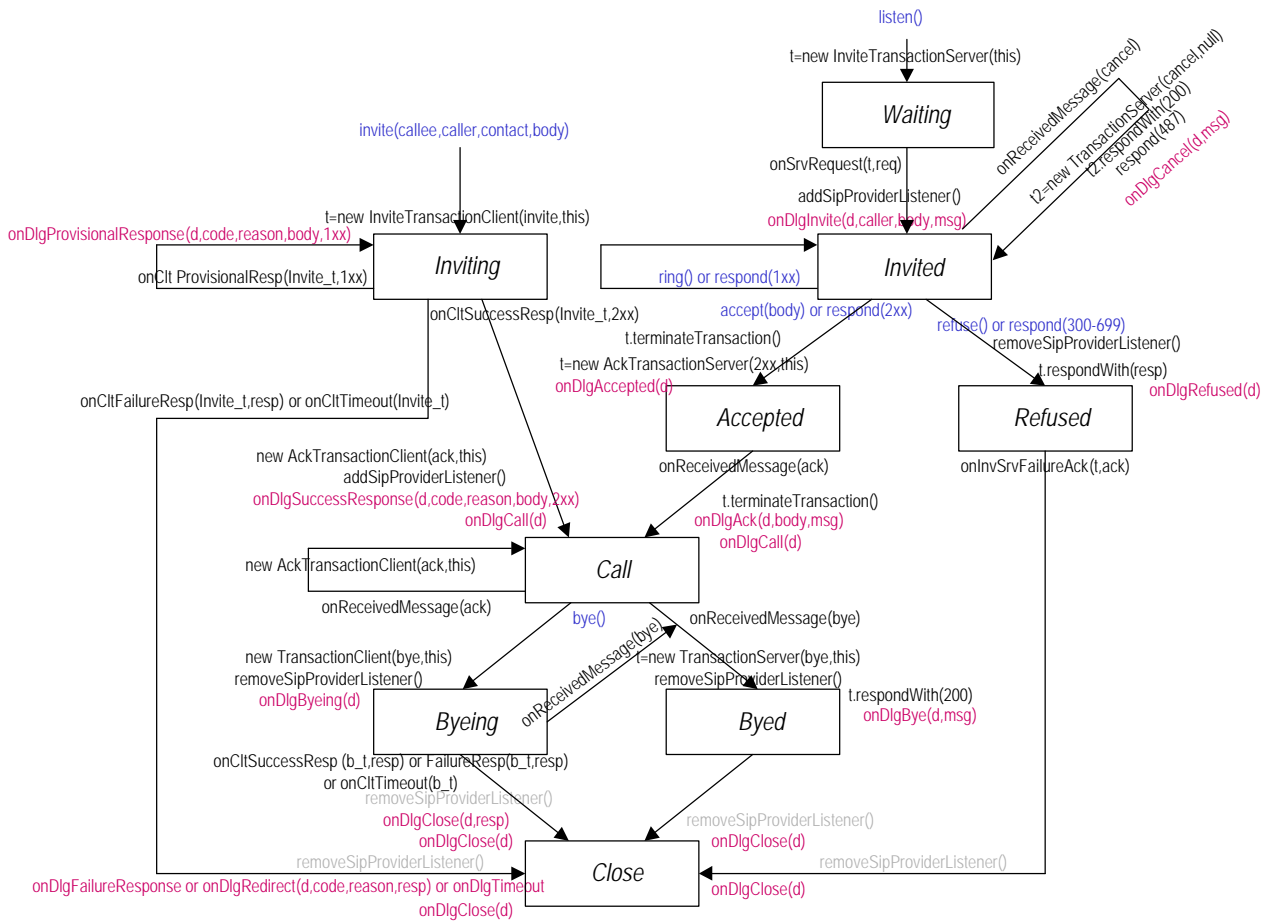 listen()
t=new InviteTransactionServer(this)
Waiting
onReceivedMessage(cancel)
t2=new TransactionServer(cancel,null)
t2.respondWith(200)
respond(487)
onDlgCancel(d,msg)
invite(callee,caller,contact,body)
onSrvRequest(t,req)
addSipProviderListener()
onDlgInvite(d,caller,body,msg)
t=new InviteTransactionClient(invite,this)
onDlgProvisionalResponse(d,code,reason,body,1xx)
Inviting
onClt ProvisionalResp(Invite_t,1xx)
Invited
ring() or respond(1xx)
onCltSuccessResp(Invite_t,2xx)
accept(body) or respond(2xx)
refuse() or respond(300-699)
t.terminateTransaction()
removeSipProviderListener()
t=new AckTransactionServer(2xx,this)
t.respondWith(resp)
onDlgAccepted(d)
onDlgRefused(d)
onCltFailureResp(Invite_t,resp) or onCltTimeout(Invite_t)
Accepted
Refused
new AckTransactionClient(ack,this)
onReceivedMessage(ack)
onInvSrvFailureAck(t,ack)
addSipProviderListener()
onDlgSuccessResponse(d,code,reason,body,2xx)
t.terminateTransaction()
onDlgCall(d)
onDlgAck(d,body,msg)
onDlgCall(d)
new AckTransactionClient(ack,this)
Call
onReceivedMessage(ack)
bye()
onReceivedMessage(bye)
new TransactionClient(bye,this)
onReceivedMessage(bye)
t=new TransactionServer(bye,this)
removeSipProviderListener()
removeSipProviderListener()
onDlgByeing(d)
t.respondWith(200)
onDlgBye(d,msg)
Byeing
Byed
onCltSuccessResp (b_t,resp) or FailureResp(b_t,resp)
or onCltTimeout(b_t)
removeSipProviderListener()
onDlgClose(d,resp)
removeSipProviderListener()
onDlgClose(d)
onDlgClose(d)
removeSipProviderListener()
Close
removeSipProviderListener()
onDlgFailureResponse or onDlgRedirect(d,code,reason,resp) or onDlgTimeout
onDlgClose(d)
onDlgClose(d)